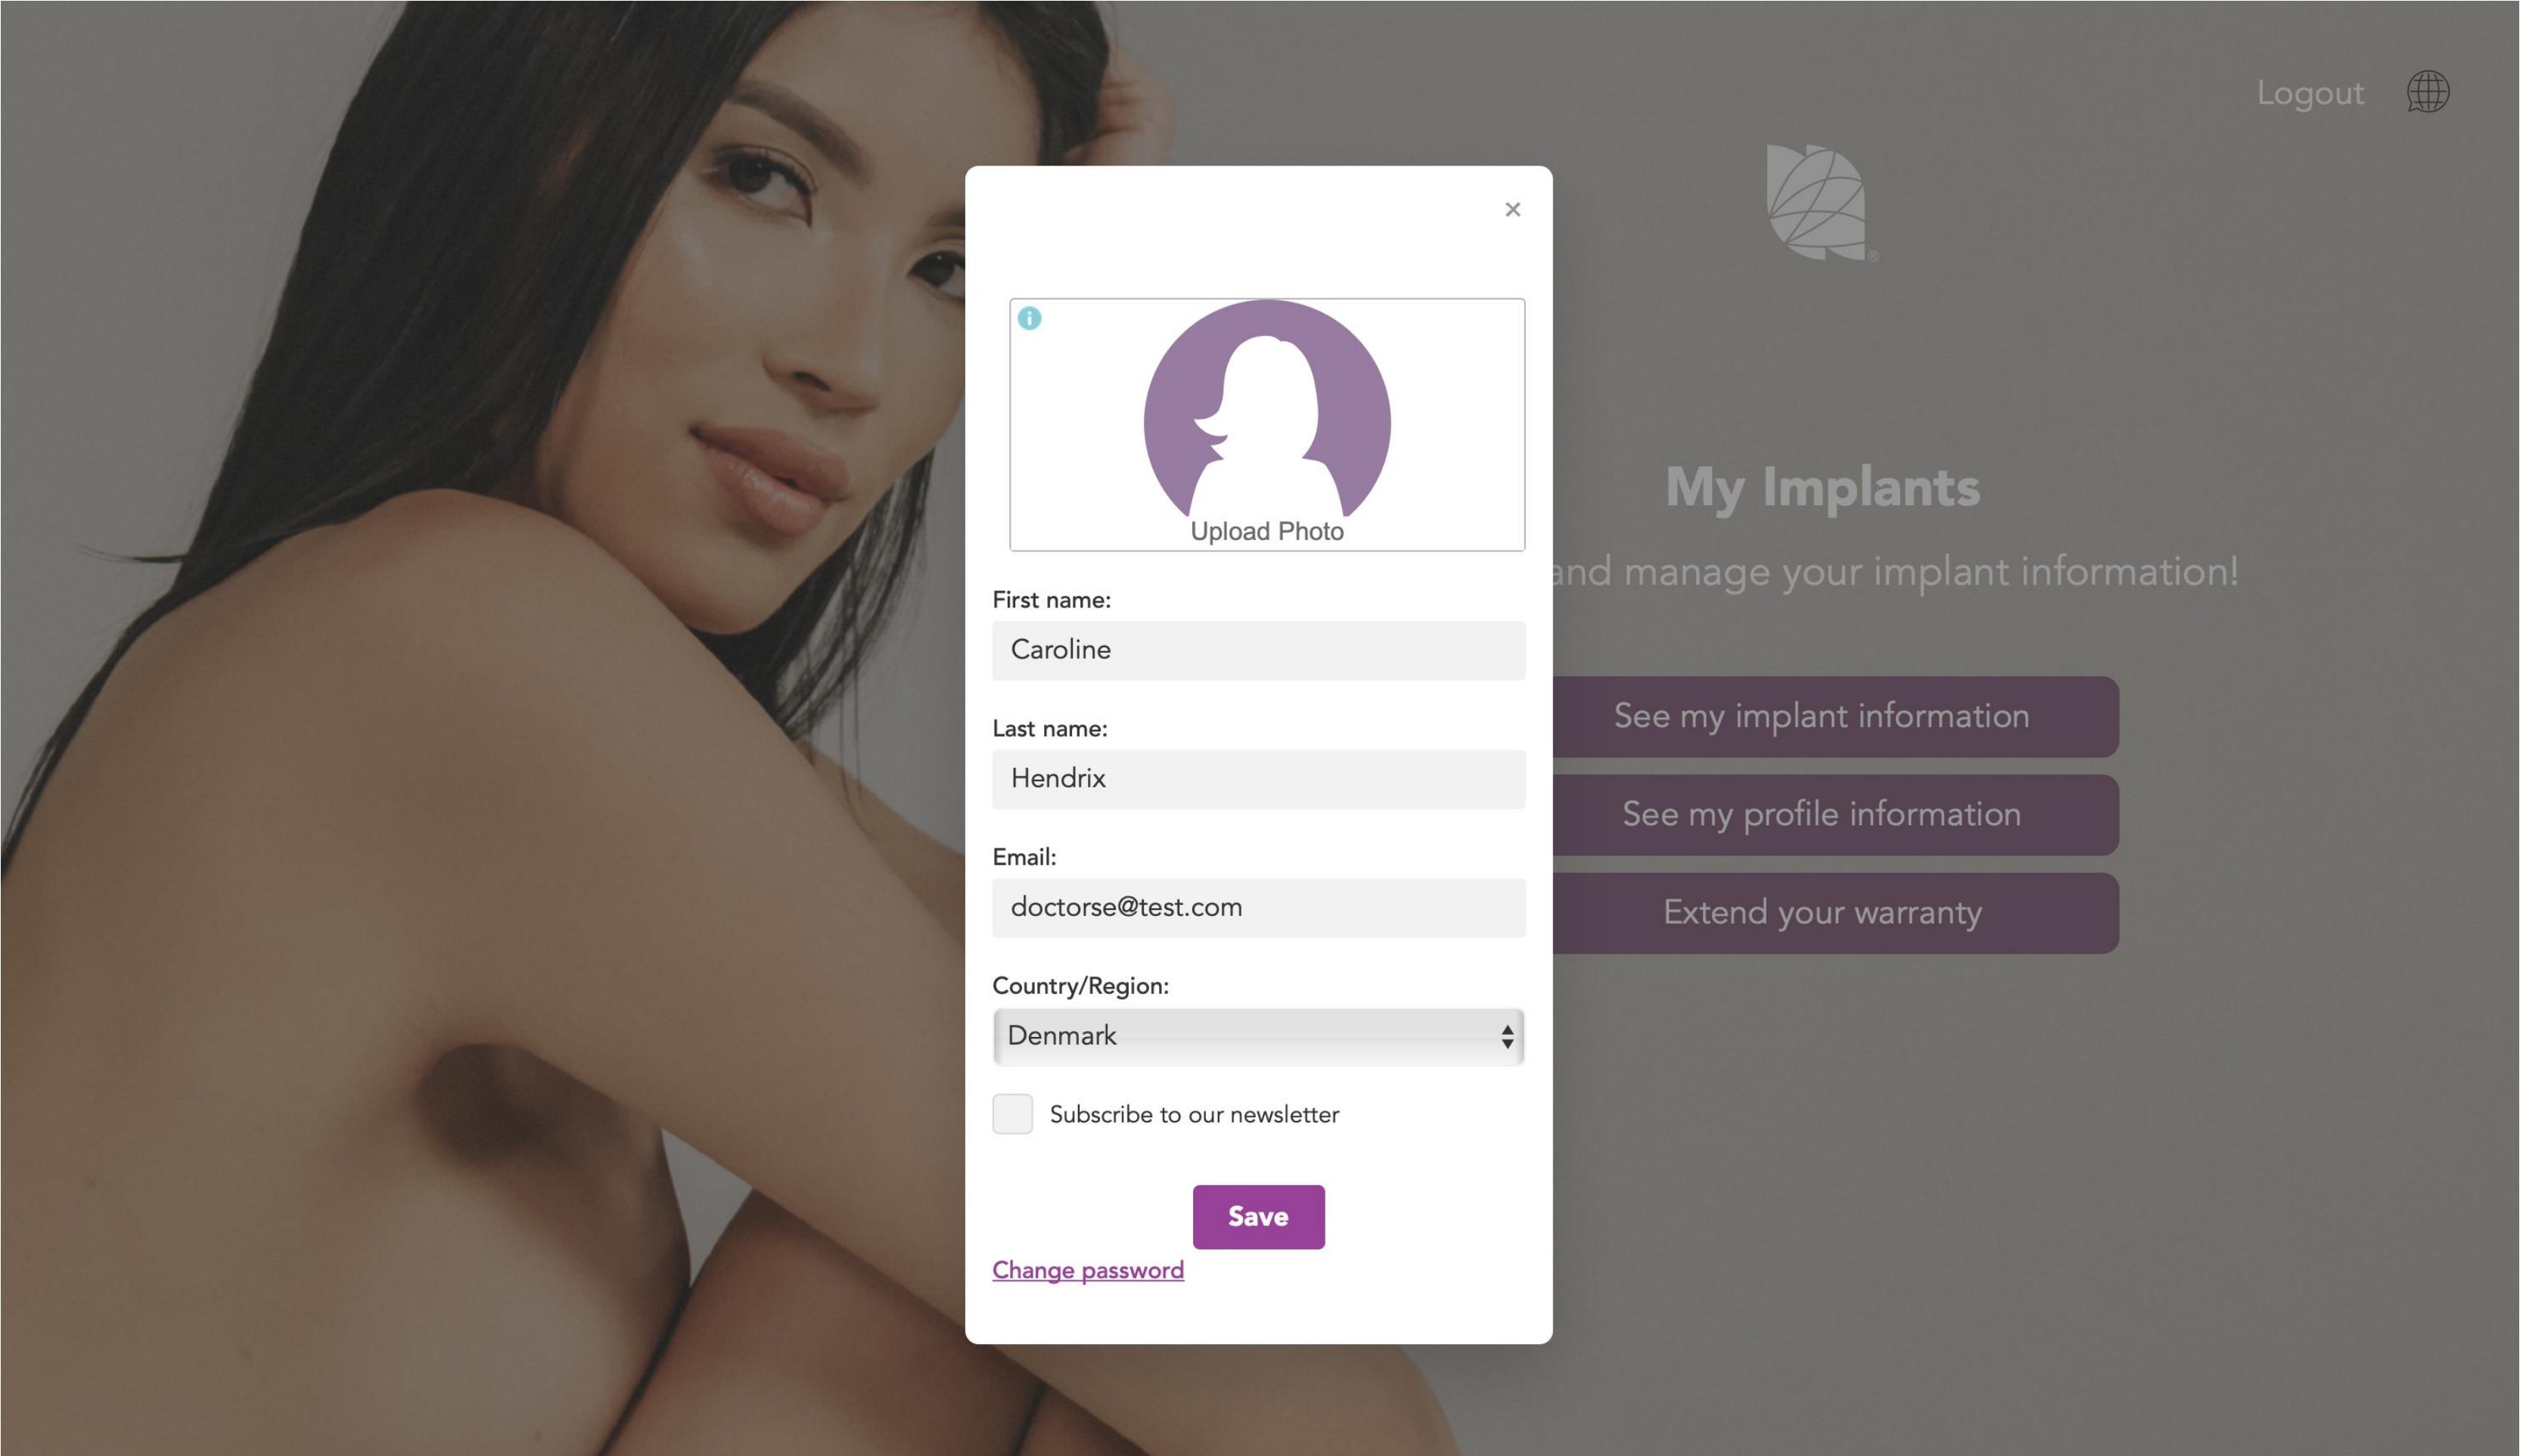 Logout
®
My Implants
and manage your implant information!
See my implant information
See my profile information
Extend your warranty
×
i
Upload Photo
First name:
Caroline
Last name:
Hendrix
Email:
doctorse@test.com
Country/Region:
Denmark
Subscribe to our newsletter
Save
Change password